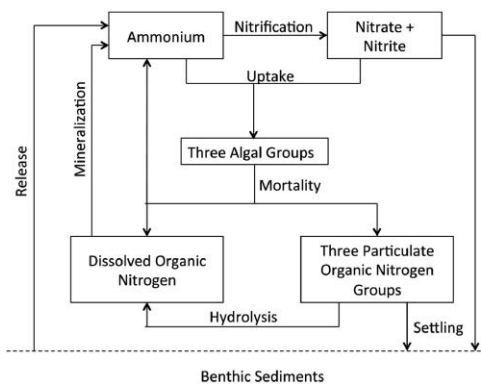 Ammonium
Nitrification
Nitrate +
Nitrite
Uptake
Mineralization
Release
Three Algal Groups
Mortality
Dissolved Organic
Nitrogen
Three Particulate
Organic Nitrogen
Groups
Hydrolysis
Settling
Benthic Sediments